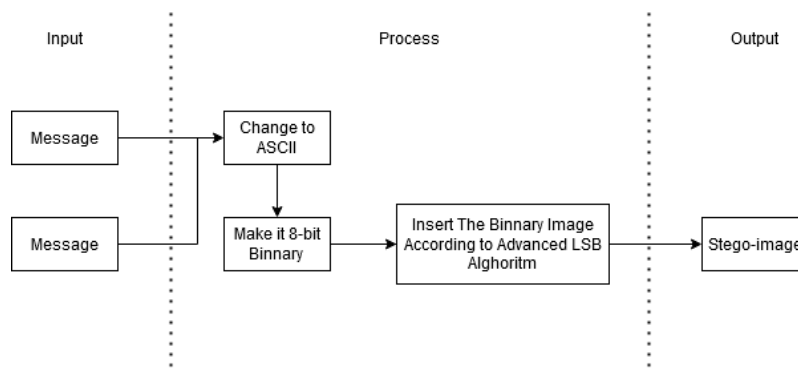 Input
Process
Output
Message
Change to
ASCII
Message
Make it 8-bit
Binnary
Insert The Binnary Image
According to Advanced LSB
Alghoritm
Stego-image